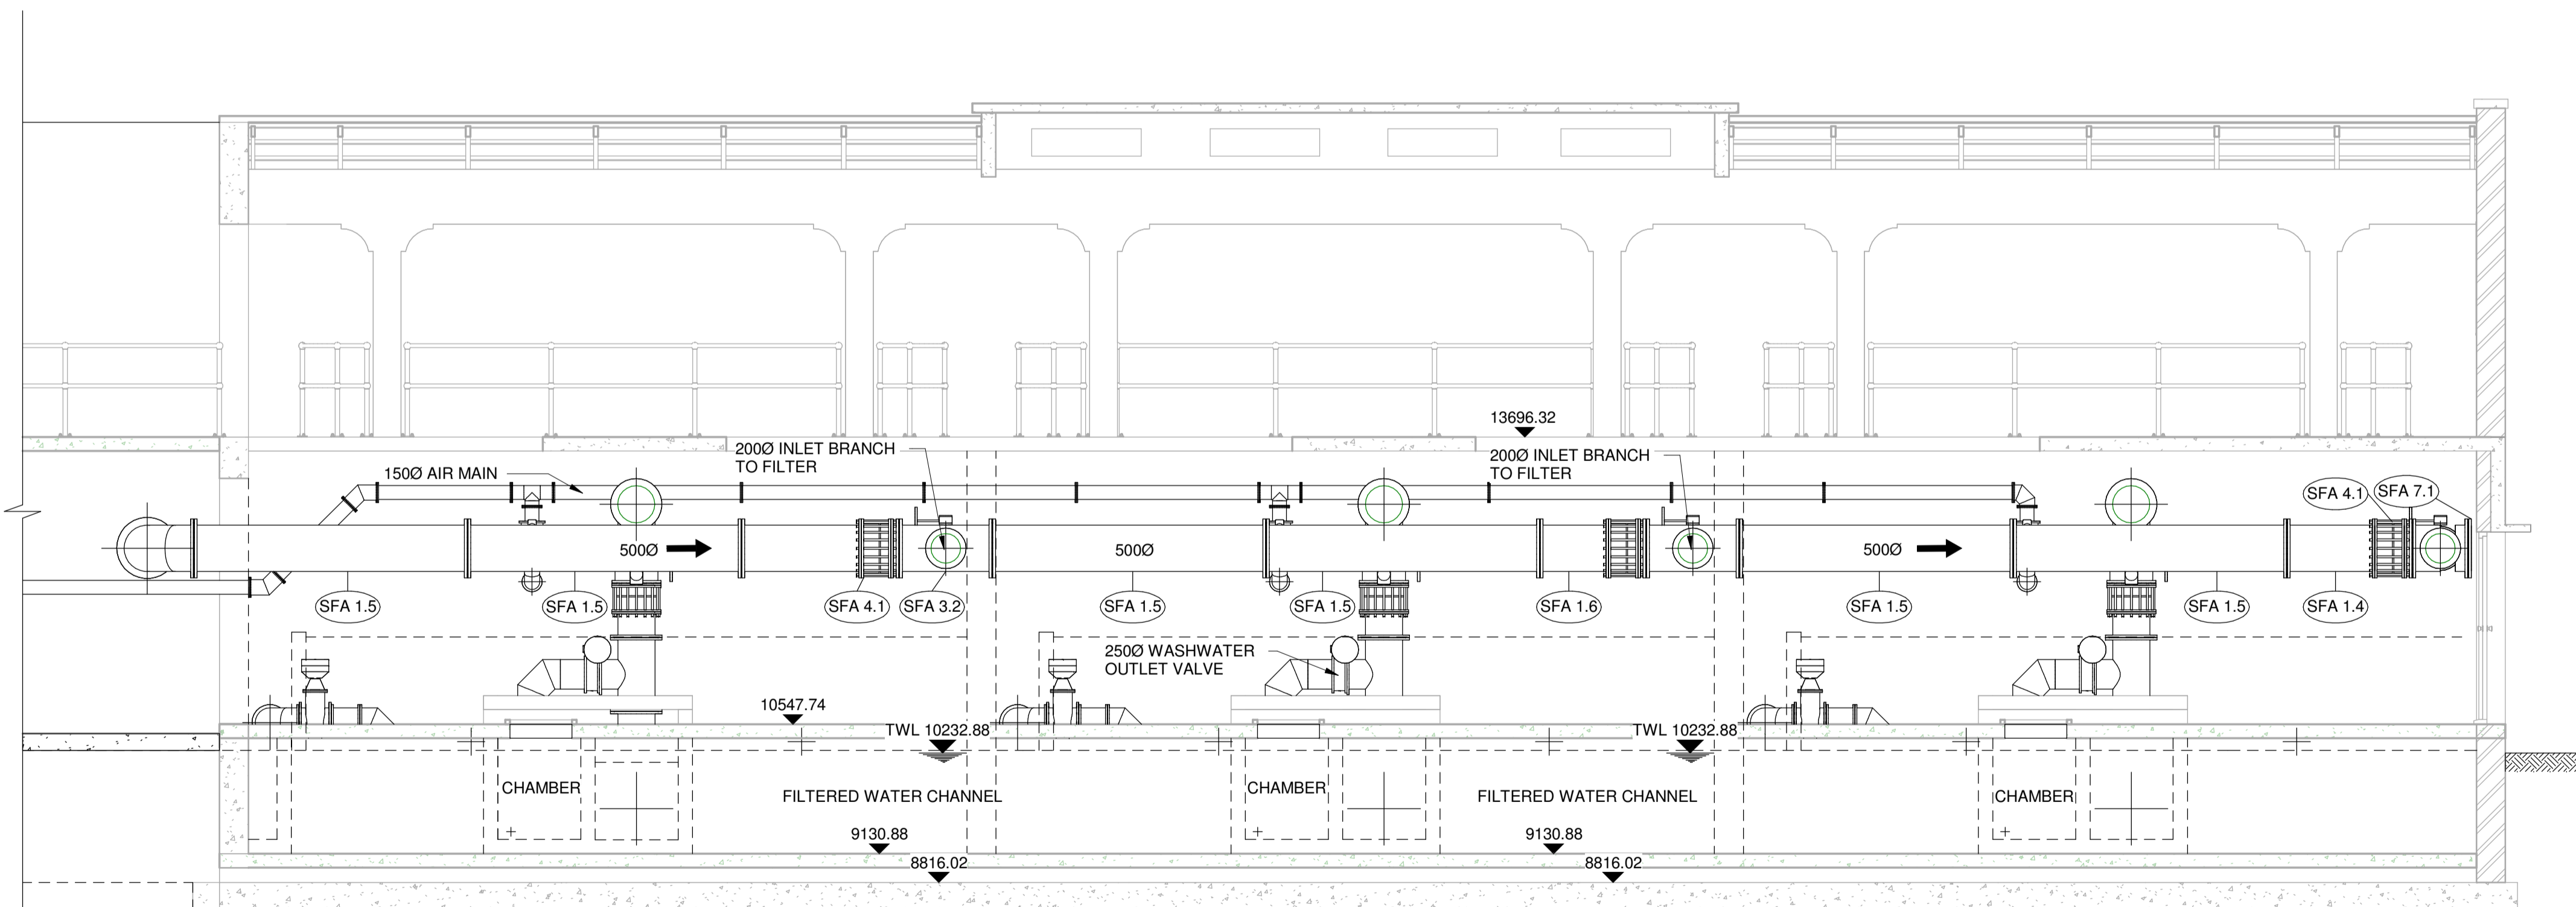 13696.32
200Ø INLET BRANCH
TO FILTER
200Ø INLET BRANCH
TO FILTER
150Ø AIR MAIN
SFA 4.1
SFA 7.1
500Ø
500Ø
500Ø
SFA 1.5
SFA 1.5
SFA 4.1
SFA 3.2
SFA 1.5
SFA 1.5
SFA 1.6
SFA 1.5
SFA 1.5
SFA 1.4
250Ø WASHWATER
OUTLET VALVE
10547.74
TWL 10232.88
TWL 10232.88
CHAMBER
FILTERED WATER CHANNEL
CHAMBER
FILTERED WATER CHANNEL
CHAMBER
9130.88
9130.88
8816.02
8816.02